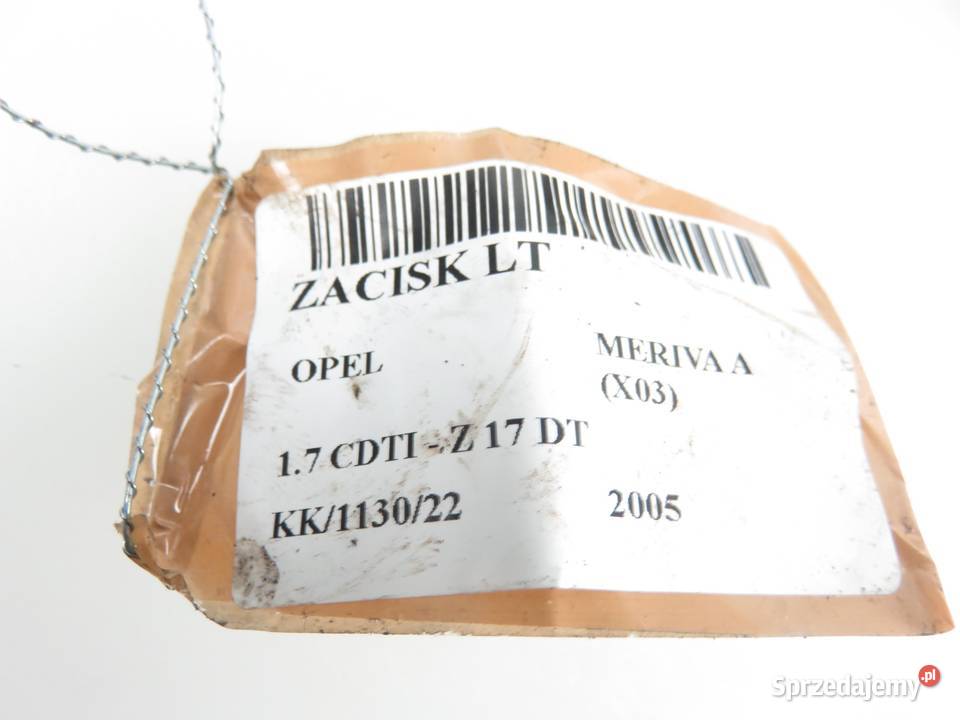 ZACISK LT
OPEL
MERIVA A
(X03)
1.7 CDTI - Z 17 DT
KK/1130/22
2005
Sprzedajemy.pl